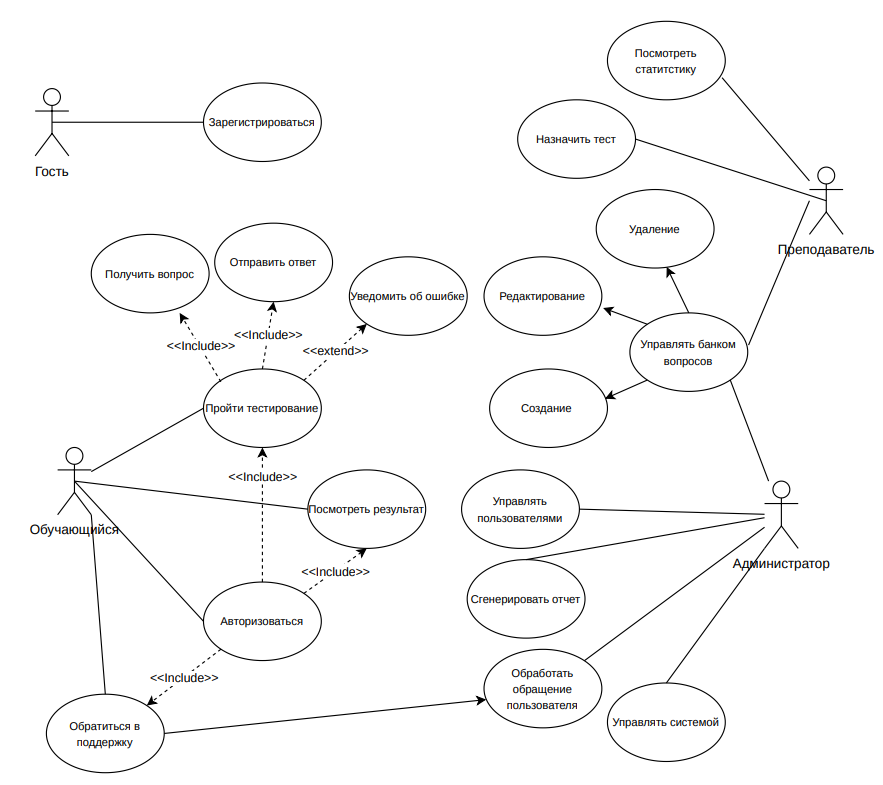 Посмотреть
статитстику
Зарегистрироваться
Назначить тест
Гость
Удаление
Преподаватель
Получить вопрос
Отправить ответ
Уведомить об ошибке
Редактирование
<<Include>>
<<Include>>
<<extend>>
Управлять банком
вопросов
Пройти тестирование
Создание
<<Include>>
Обучающийся
Посмотреть результат
Управлять
пользователями
Администратор
<<Include>>
Сгенерировать отчет
Авторизоваться
<<Include>>
Обработать
обращение
пользователя
Обратиться в
поддержку
Управлять системой